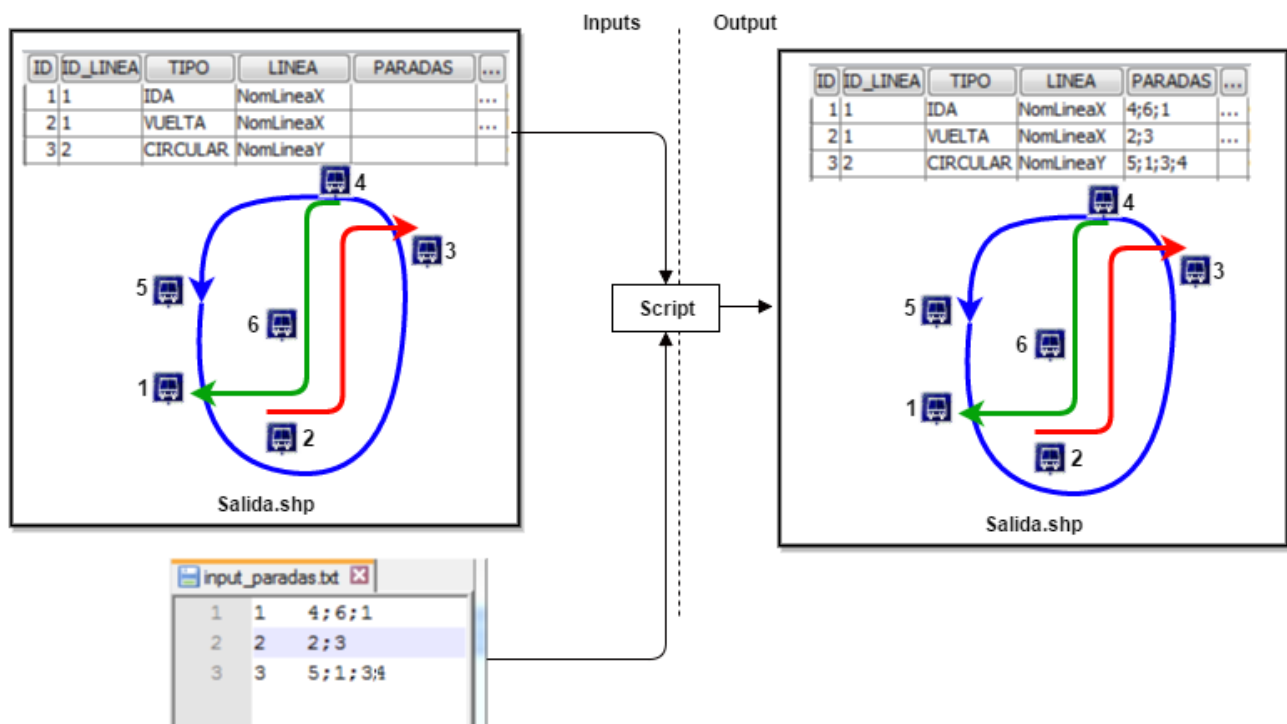 Inputs
Output
ID ID_LINEA TIPO LINEA PARADAS ...
1 1 IDA NomLineaX ...
2 1 VUELTA NomLineaX ...
3 2 CIRCULAR NomLineaY
4
3
5
6
1
2
Salida.shp
Script
ID ID_LINEA TIPO LINEA PARADAS ...
1 1 IDA NomLineaX 4;6;1 ...
2 1 VUELTA NomLineaX 2;3 ...
3 2 CIRCULAR NomLineaY 5;1;3;4
4
3
5
6
1
2
Salida.shp
input_paradas.txt
1 1 4;6;1
2 2 2;3
3 3 5;1;3;4